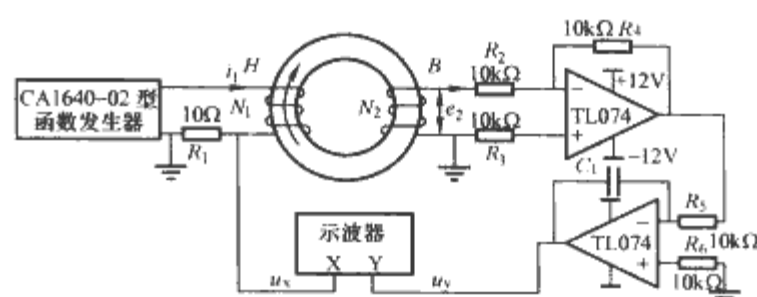 CA1640-02 型
函数发生器
i₁ H
N₁
10Ω
R₁
B
N₂
e₂
R₂
10kΩ
10kΩ
R₃
10kΩ R₄
+12V
−
TL074
+
−12V
C₁
R₅
10kΩ
−
TL074
+
R₆
10kΩ
示波器
X Y
uₓ
u_y